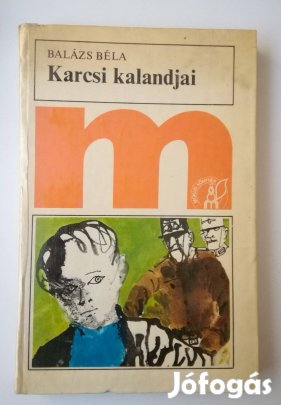 BALÁZS BÉLA
Karcsi kalandjai
m
Jófogás